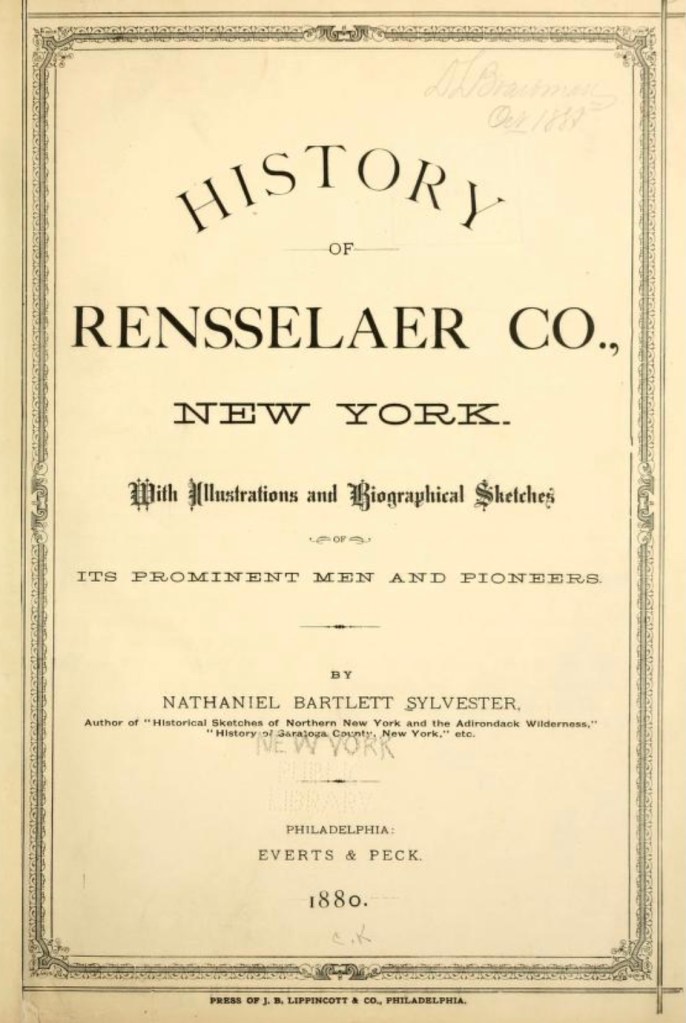 HISTORY
OF
RENSSELAER CO.,
NEW YORK.
With Illustrations and Biographical Sketches
OF
ITS PROMINENT MEN AND PIONEERS.
BY
NATHANIEL BARTLETT SYLVESTER,
Author of "Historical Sketches of Northern New York and the Adirondack Wilderness,"
"History of Saratoga County, New York," etc.
NEW YORK
PUBLIC
LIBRARY
PHILADELPHIA:
EVERTS & PECK.
1880.
C.K
PRESS OF J. B. LIPPINCOTT & CO., PHILADELPHIA.